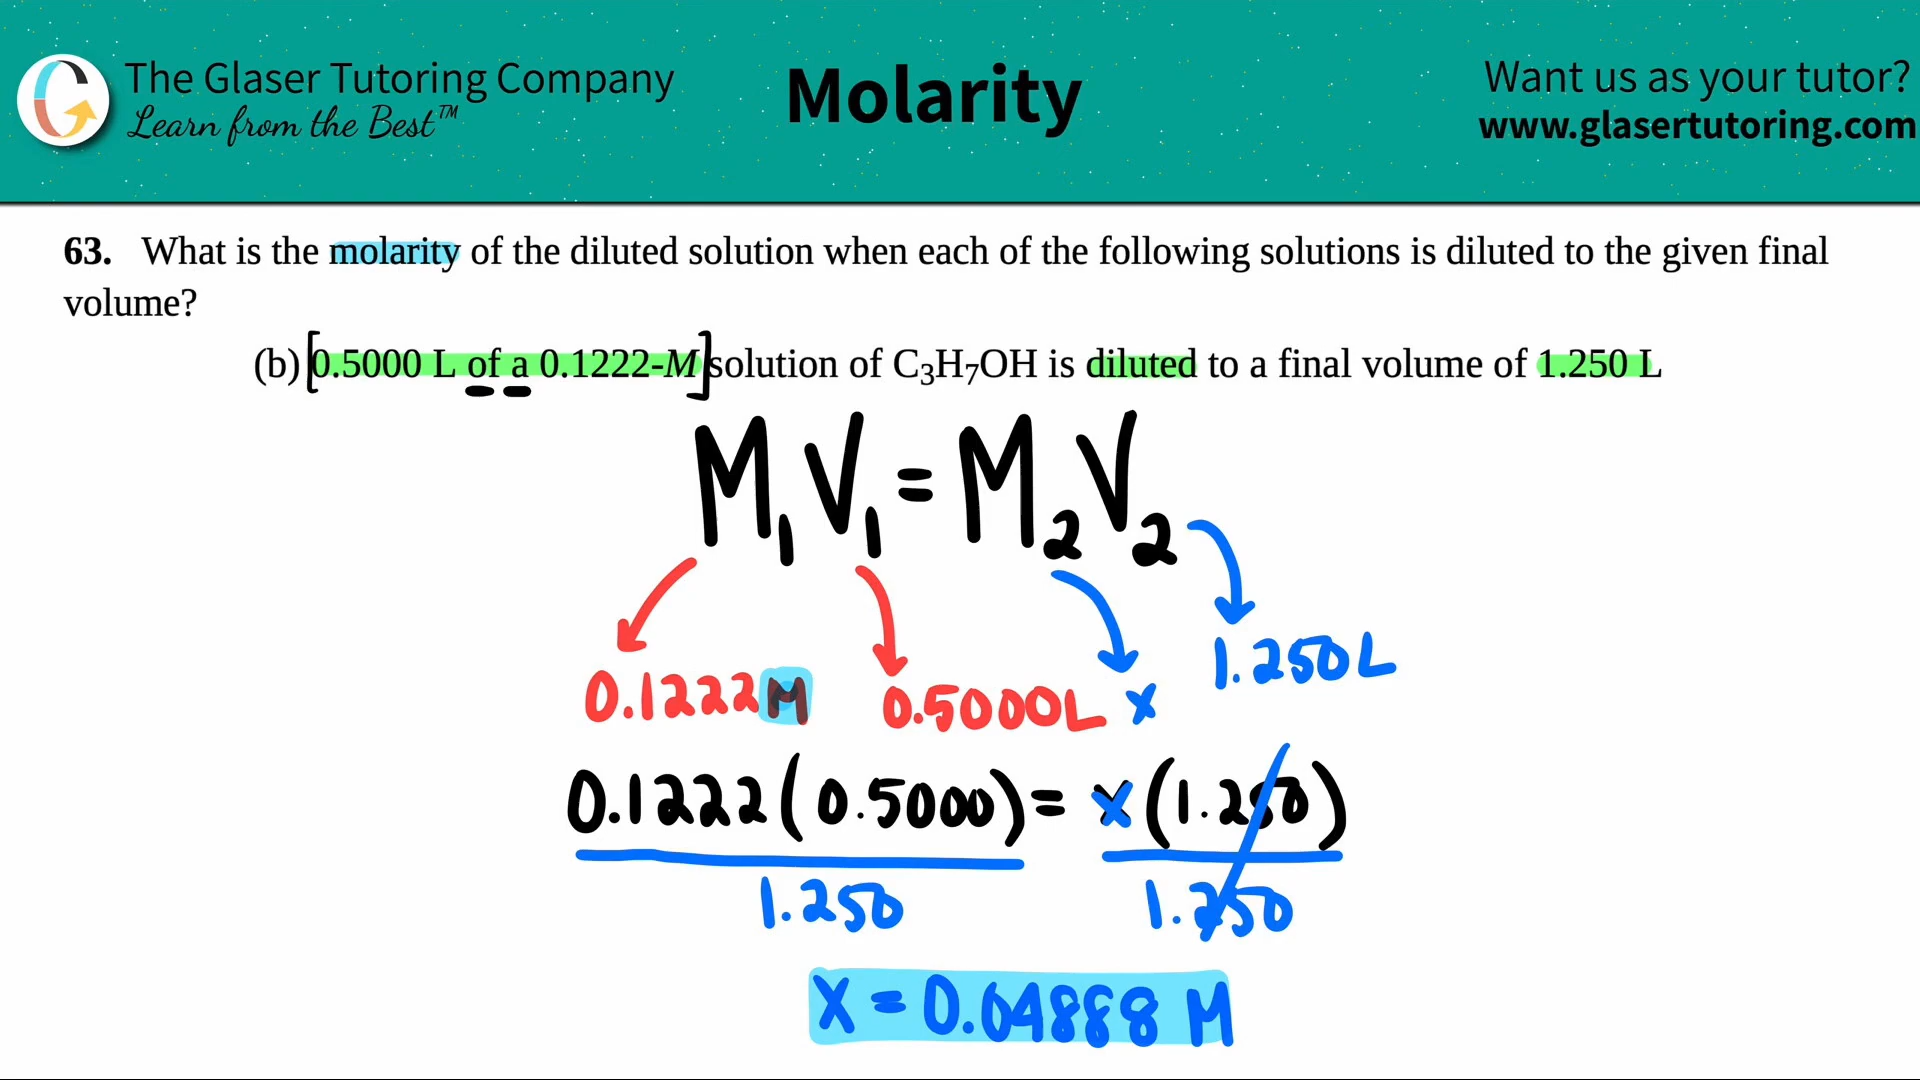 The Glaser Tutoring Company
Learn from the Best™
Molarity
Want us as your tutor?
www.glasertutoring.com
63. What is the molarity of the diluted solution when each of the following solutions is diluted to the given final
volume?
(b) [0.5000 L of a 0.1222-M] solution of C₃H₇OH is diluted to a final volume of 1.250 L
M₁V₁ = M₂V₂
0.1222M 0.5000L x 1.250L
0.1222(0.5000) = x(1.250)
1.250 1.250
x = 0.04888 M